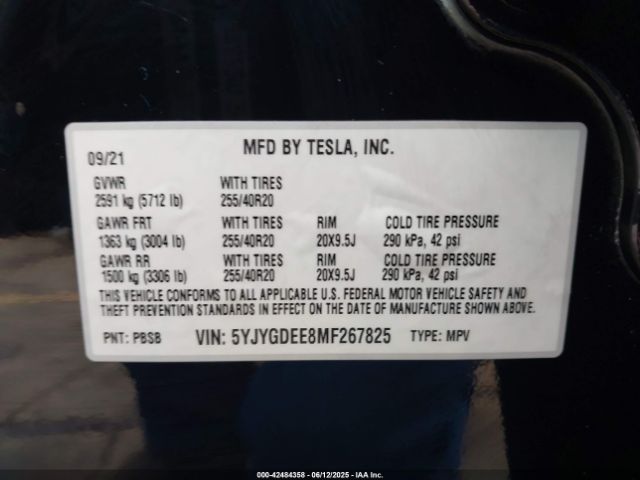 MFD BY TESLA, INC.
09/21
GVWR WITH TIRES
2591 kg (5712 lb) 255/40R20
GAWR FRT WITH TIRES RIM COLD TIRE PRESSURE
1363 kg (3004 lb) 255/40R20 20X9.5J 290 kPa, 42 psi
GAWR RR WITH TIRES RIM COLD TIRE PRESSURE
1500 kg (3306 lb) 255/40R20 20X9.5J 290 kPa, 42 psi
THIS VEHICLE CONFORMS TO ALL APPLICABLE U.S. FEDERAL MOTOR VEHICLE SAFETY AND
THEFT PREVENTION STANDARDS IN EFFECT ON THE DATE OF MANUFACTURE SHOWN ABOVE.
PNT: PBSB VIN: 5YJYGDEE8MF267825 TYPE: MPV
000-42484358 - 06/12/2025 - IAA Inc.